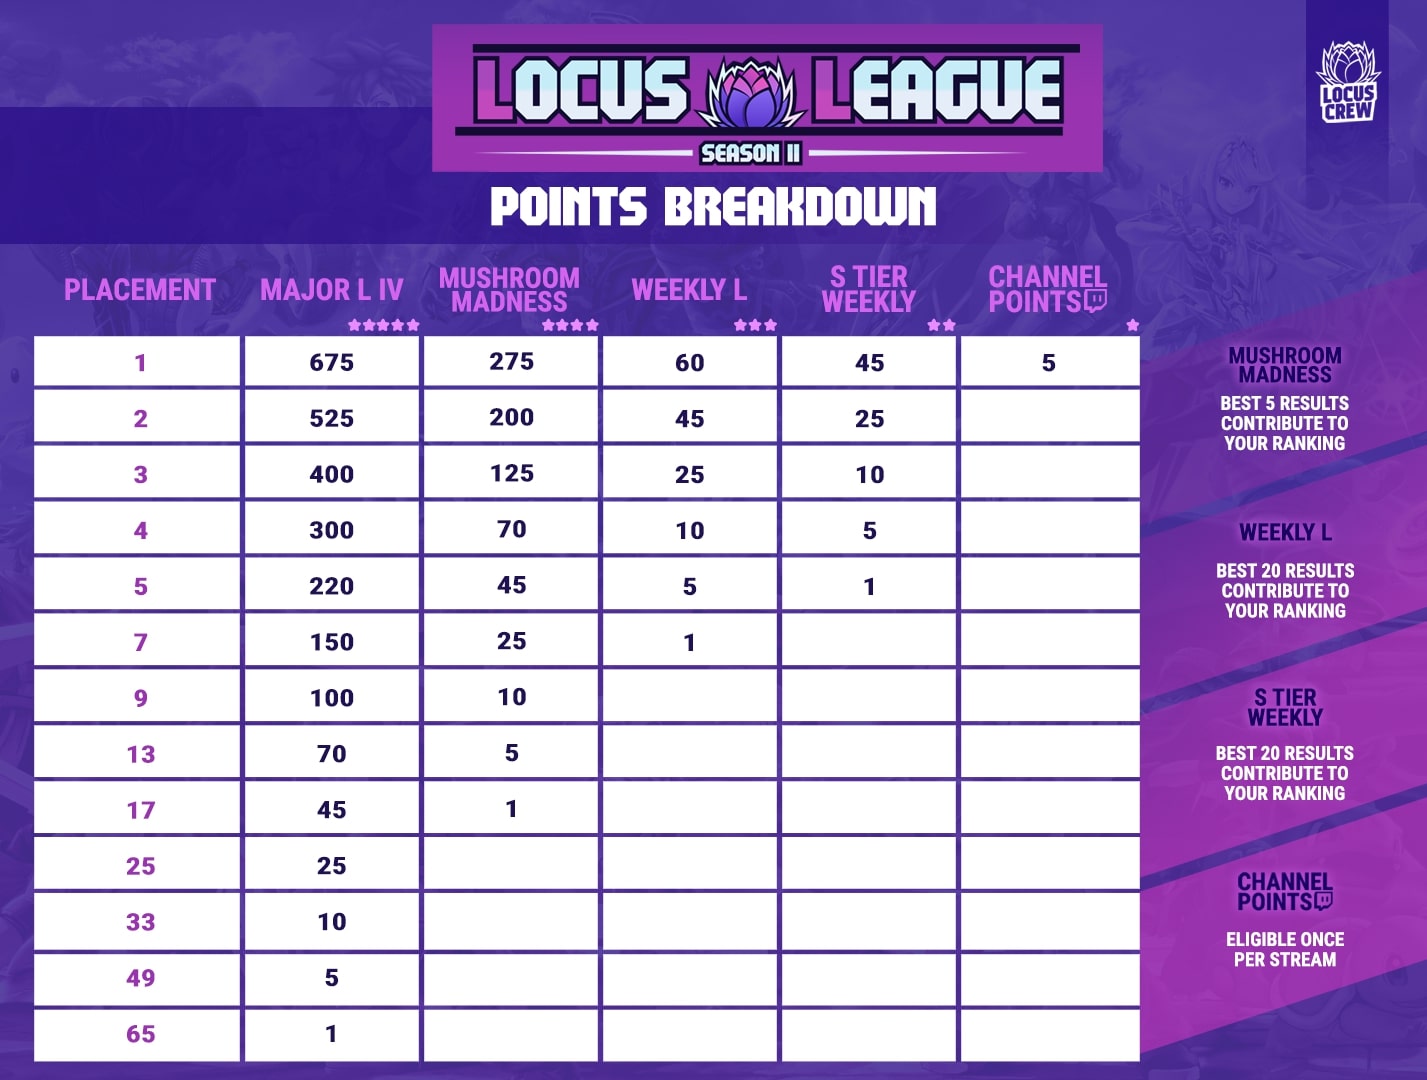 LOCUS LEAGUE
SEASON II
LOCUS
CREW
POINTS BREAKDOWN
PLACEMENT
MAJOR L IV
MUSHROOM
MADNESS
WEEKLY L
S TIER
WEEKLY
CHANNEL
POINTS
1 675 275 60 45 5
2 525 200 45 25
3 400 125 25 10
4 300 70 10 5
5 220 45 5 1
7 150 25 1
9 100 10
13 70 5
17 45 1
25 25
33 10
49 5
65 1
MUSHROOM
MADNESS
BEST 5 RESULTS
CONTRIBUTE TO
YOUR RANKING
WEEKLY L
BEST 20 RESULTS
CONTRIBUTE TO
YOUR RANKING
S TIER
WEEKLY
BEST 20 RESULTS
CONTRIBUTE TO
YOUR RANKING
CHANNEL
POINTS
ELIGIBLE ONCE
PER STREAM